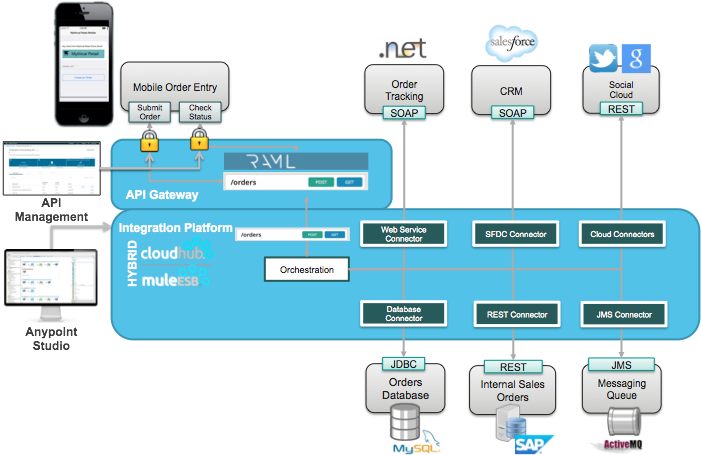 .net
salesforce
g
Mobile Order Entry
Submit
Order
Check
Status
Order
Tracking
SOAP
CRM
SOAP
Social
Cloud
REST
RAML
/orders
POST
GET
API Gateway
API
Management
Integration Platform
/orders
POST
GET
HYBRID
cloudhub
muleESB
Orchestration
Web Service
Connector
SFDC Connector
Cloud Connectors
Database
Connector
REST Connector
JMS Connector
Anypoint
Studio
JDBC
Orders
Database
REST
Internal Sales
Orders
JMS
Messaging
Queue
MySQL
SAP
ActiveMQ